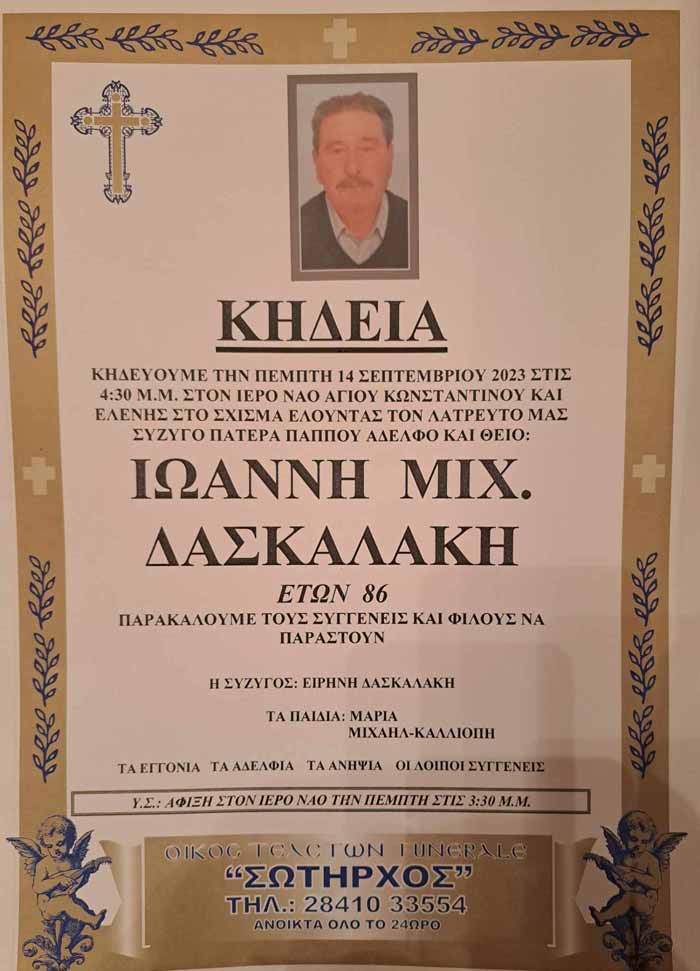 ΚΗΔΕΙΑ
ΚΗΔΕΥΟΥΜΕ ΤΗΝ ΠΕΜΠΤΗ 14 ΣΕΠΤΕΜΒΡΙΟΥ 2023 ΣΤΙΣ
4:30 Μ.Μ. ΣΤΟΝ ΙΕΡΟ ΝΑΟ ΑΓΙΟΥ ΚΩΝΣΤΑΝΤΙΝΟΥ ΚΑΙ
ΕΛΕΝΗΣ ΣΤΟ ΣΧΙΣΜΑ ΕΛΟΥΝΤΑΣ ΤΟΝ ΛΑΤΡΕΥΤΟ ΜΑΣ
ΣΥΖΥΓΟ ΠΑΤΕΡΑ ΠΑΠΠΟΥ ΑΔΕΛΦΟ ΚΑΙ ΘΕΙΟ:
ΙΩΑΝΝΗ ΜΙΧ.
ΔΑΣΚΑΛΑΚΗ
ΕΤΩΝ 86
ΠΑΡΑΚΑΛΟΥΜΕ ΤΟΥΣ ΣΥΓΓΕΝΕΙΣ ΚΑΙ ΦΙΛΟΥΣ ΝΑ
ΠΑΡΑΣΤΟΥΝ
Η ΣΥΖΥΓΟΣ: ΕΙΡΗΝΗ ΔΑΣΚΑΛΑΚΗ
ΤΑ ΠΑΙΔΙΑ: ΜΑΡΙΑ
ΜΙΧΑΗΛ-ΚΑΛΛΙΟΠΗ
ΤΑ ΕΓΓΟΝΙΑ ΤΑ ΑΔΕΛΦΙΑ ΤΑ ΑΝΗΨΙΑ ΟΙ ΛΟΙΠΟΙ ΣΥΓΓΕΝΕΙΣ
Υ.Σ.: ΑΦΙΞΗ ΣΤΟΝ ΙΕΡΟ ΝΑΟ ΤΗΝ ΠΕΜΠΤΗ ΣΤΙΣ 3:30 Μ.Μ.
ΟΙΚΟΣ ΤΕΛΕΤΩΝ FUNERALE
“ΣΩΤΗΡΧΟΣ”
ΤΗΛ.: 28410 33554
ΑΝΟΙΚΤΑ ΟΛΟ ΤΟ 24ΩΡΟ